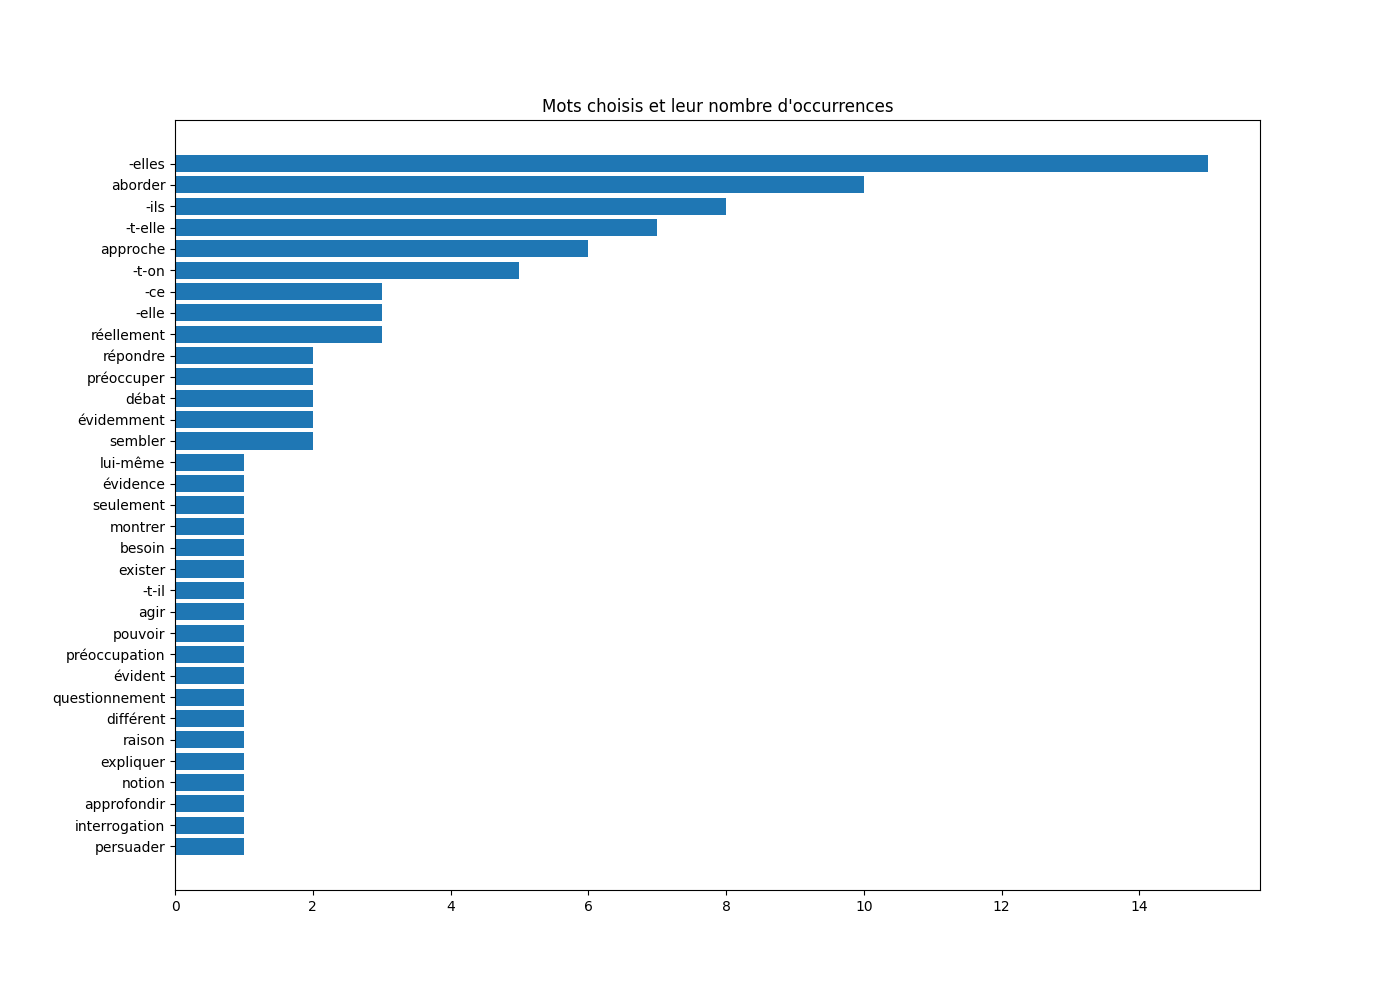 Mots choisis et leur nombre d'occurrences
-elles
aborder
-ils
-t-elle
approche
-t-on
-ce
-elle
réellement
répondre
préoccuper
débat
évidemment
sembler
lui-même
évidence
seulement
montrer
besoin
exister
-t-il
agir
pouvoir
préoccupation
évident
questionnement
différent
raison
expliquer
notion
approfondir
interrogation
persuader
0 2 4 6 8 10 12 14